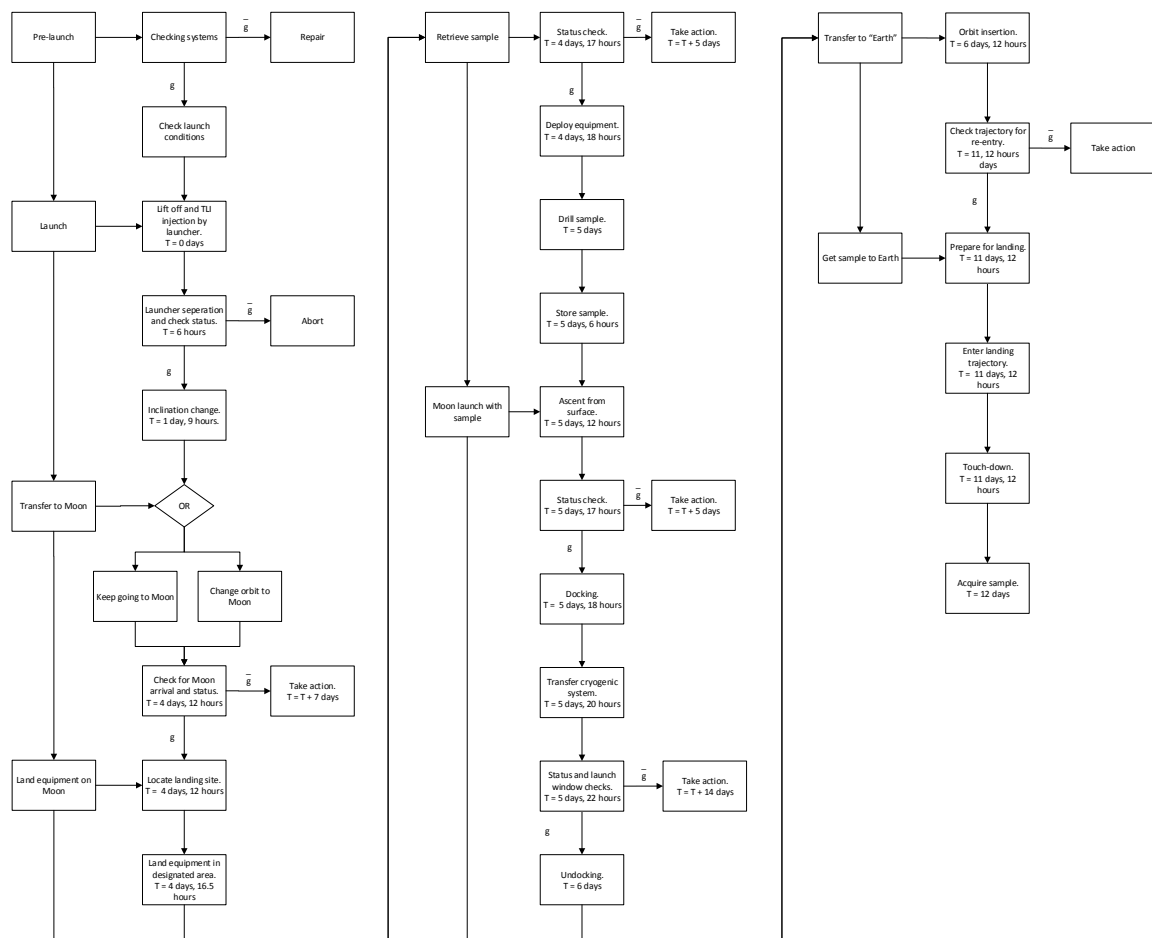 Pre-launch
Checking systems
g̅
Repair
g
Check launch
conditions
Launch
Lift off and TLI
injection by
launcher.
T = 0 days
Launcher seperation
and check status.
T = 6 hours
g̅
Abort
g
Inclination change.
T = 1 day, 9 hours.
Transfer to Moon
OR
Keep going to Moon
Change orbit to
Moon
Check for Moon
arrival and status.
T = 4 days, 12 hours
g̅
Take action.
T = T + 7 days
g
Land equipment on
Moon
Locate landing site.
T = 4 days, 12 hours
Land equipment in
designated area.
T = 4 days, 16.5
hours
Retrieve sample
Status check.
T = 4 days, 17 hours
g̅
Take action.
T = T + 5 days
g
Deploy equipment.
T = 4 days, 18 hours
Drill sample.
T = 5 days
Store sample.
T = 5 days, 6 hours
Moon launch with
sample
Ascent from
surface.
T = 5 days, 12 hours
Status check.
T = 5 days, 17 hours
g̅
Take action.
T = T + 5 days
g
Docking.
T = 5 days, 18 hours
Transfer cryogenic
system.
T = 5 days, 20 hours
Status and launch
window checks.
T = 5 days, 22 hours
g̅
Take action.
T = T + 14 days
g
Undocking.
T = 6 days
Transfer to “Earth”
Orbit insertion.
T = 6 days, 12 hours
Check trajectory for
re-entry.
T = 11, 12 hours
days
g̅
Take action
g
Get sample to Earth
Prepare for landing.
T = 11 days, 12
hours
Enter landing
trajectory.
T = 11 days, 12
hours
Touch-down.
T = 11 days, 12
hours
Acquire sample.
T = 12 days